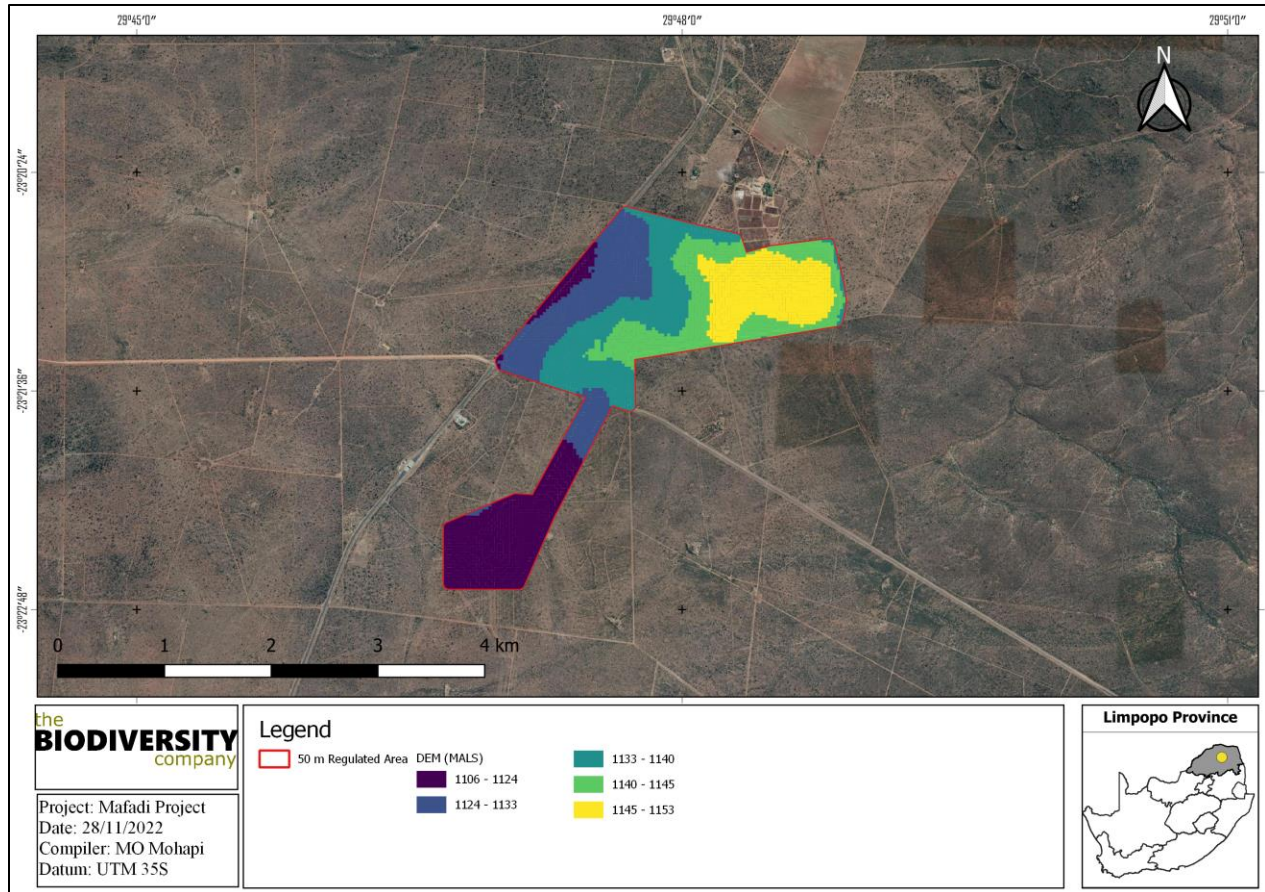 29°45'0"
29°48'0"
29°51'0"
-23°20'24"
-23°21'36"
-23°22'48"
N
0 1 2 3 4 km
the
BIODIVERSITY
company
Project: Mafadi Project
Date: 28/11/2022
Compiler: MO Mohapi
Datum: UTM 35S
Legend
50 m Regulated Area
DEM (MALS)
1106 - 1124
1124 - 1133
1133 - 1140
1140 - 1145
1145 - 1153
Limpopo Province